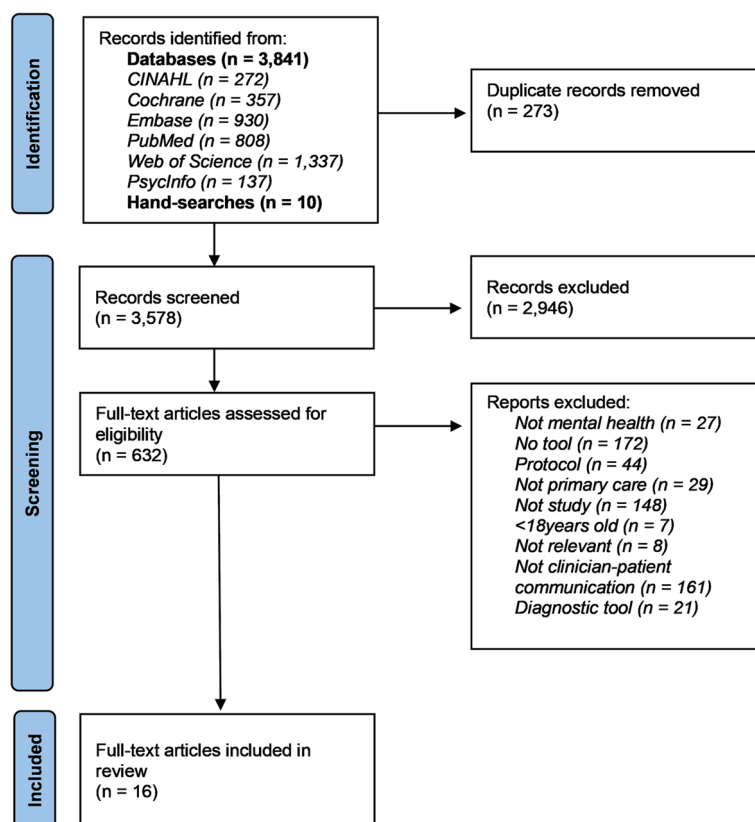 Identification
Records identified from:
Databases (n = 3,841)
CINAHL (n = 272)
Cochrane (n = 357)
Embase (n = 930)
PubMed (n = 808)
Web of Science (n = 1,337)
PsycInfo (n = 137)
Hand-searches (n = 10)
Duplicate records removed
(n = 273)
Screening
Records screened
(n = 3,578)
Records excluded
(n = 2,946)
Full-text articles assessed for
eligibility
(n = 632)
Reports excluded:
Not mental health (n = 27)
No tool (n = 172)
Protocol (n = 44)
Not primary care (n = 29)
Not study (n = 148)
<18years old (n = 7)
Not relevant (n = 8)
Not clinician-patient
communication (n = 161)
Diagnostic tool (n = 21)
Included
Full-text articles included in
review
(n = 16)